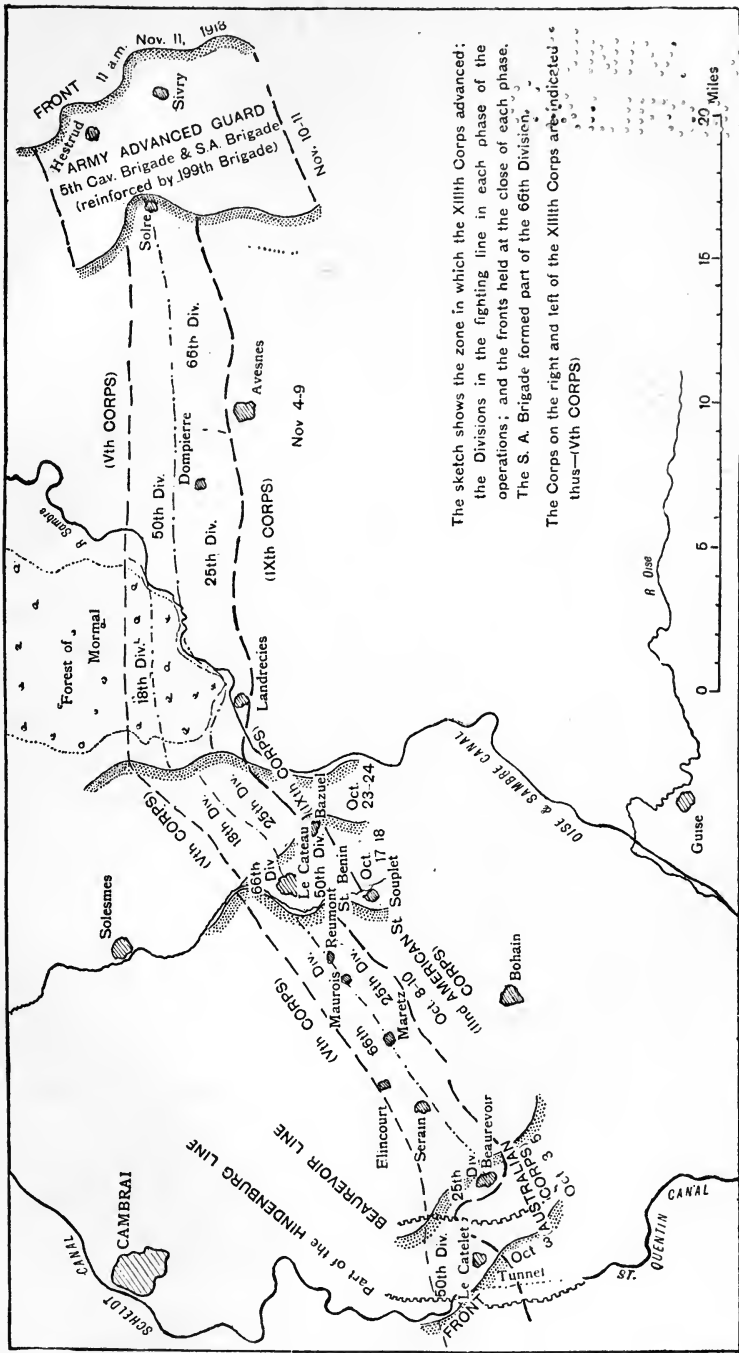 FRONT 11 a.m. Nov. 11, 1918
Hestrud
Sivry
ARMY ADVANCED GUARD
5th Cav. Brigade & S.A. Brigade
(reinforced by 199th Brigade)
Nov. 10-11
Solre
(Vth CORPS)
50th Div.
66th Div.
Dompierre
25th Div.
Avesnes
(IXth CORPS)
Nov 4-9
R Sambre
Forest of
Mormal
18th Div.
Landrecies
(Vth CORPS)
18th Div.
25th Div.
(IXth CORPS)
Bazuel
Oct.
23-24
Solesmes
66th
Div
Le Cateau
50th Div.
St. Benin
Oct.
17 18
St Souplet
Reumont
Maurois
(Vth CORPS)
66th Div.
25th Div.
Oct. 8-10
(IInd AMERICAN
CORPS)
Maretz
Elincourt
Serain
Bohain
Beaurevoir
BEAUREVOIR LINE
Part of the HINDENBURG LINE
25th
Div
AUSTRALIAN
CORPS)
Oct 3 6
50th Div.
Le Catelet
Oct 3
Tunnel
FRONT
CAMBRAI
SCHELDT CANAL
ST. QUENTIN CANAL
OISE & SAMBRE CANAL
Guise
R Oise
The sketch shows the zone in which the XIIIth Corps advanced;
the Divisions in the fighting line in each phase of the
operations; and the fronts held at the close of each phase.
The S. A. Brigade formed part of the 66th Division.
The Corps on the right and left of the XIIIth Corps are indicated
thus—(Vth CORPS)
0 5 10 15 20 Miles